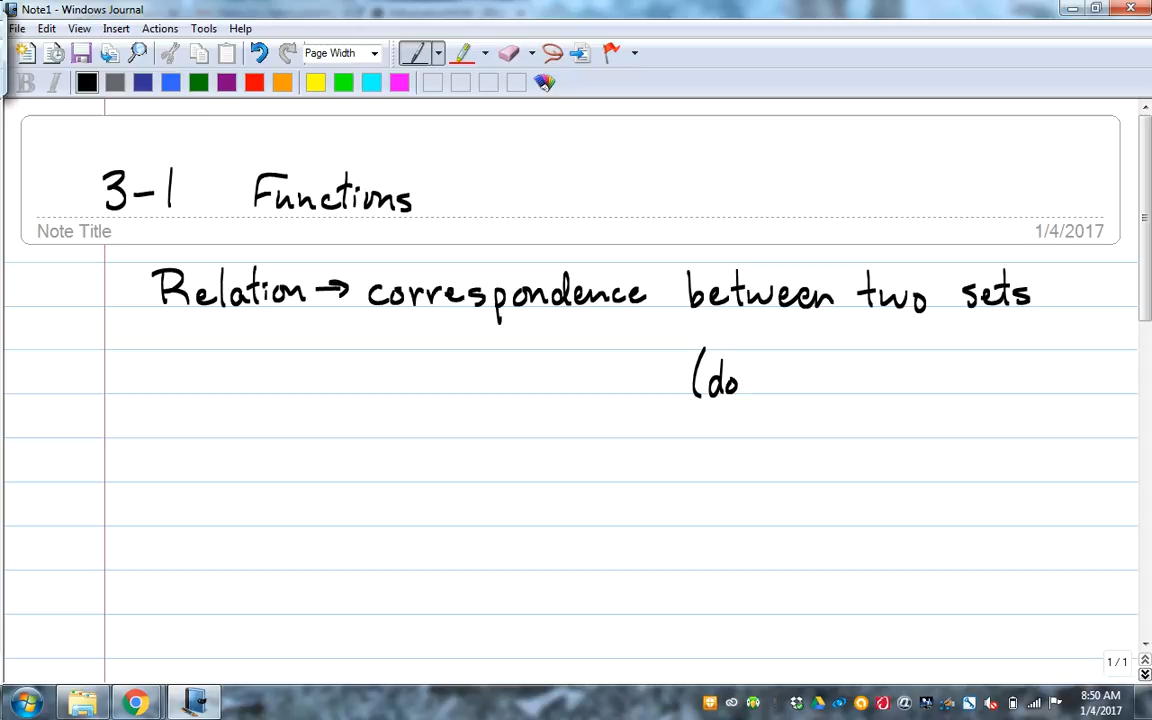 Note1 - Windows Journal
File Edit View Insert Actions Tools Help
Page Width
B I
3-1 Functions
Note Title 1/4/2017
Relation → correspondence between two sets
(do
1 / 1
8:50 AM
1/4/2017